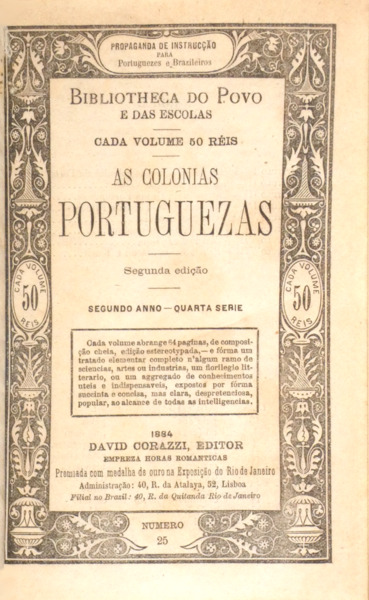 PROPAGANDA DE INSTRUCÇÃO
PARA
Portuguezes e Brazileiros
BIBLIOTHECA DO POVO
E DAS ESCOLAS
CADA VOLUME 50 RÉIS
AS COLONIAS
PORTUGUEZAS
Segunda edição
SEGUNDO ANNO — QUARTA SERIE
CADA VOLUME
50
RÉIS
CADA VOLUME
50
RÉIS
Cada volume abrange 64 paginas, de composi-
ção cheia, edição estereotypada, — e fórma um
tratado elementar completo n'algum ramo de
sciencias, artes ou industrias, um florilegio lit-
terario, ou um aggregado de conhecimentos
uteis e indispensaveis, expostos por fórma
succinta e concisa, mas clara, despretenciosa,
popular, ao alcance de todas as intelligencias.
1884
DAVID CORAZZI, EDITOR
EMPREZA HORAS ROMANTICAS
Premiada com medalha de ouro na Exposição do Rio de Janeiro
Administração: 40, R. da Atalaya, 52, Lisboa
Filial no Brazil: 40, R. da Quitanda Rio de Janeiro
NUMERO
25